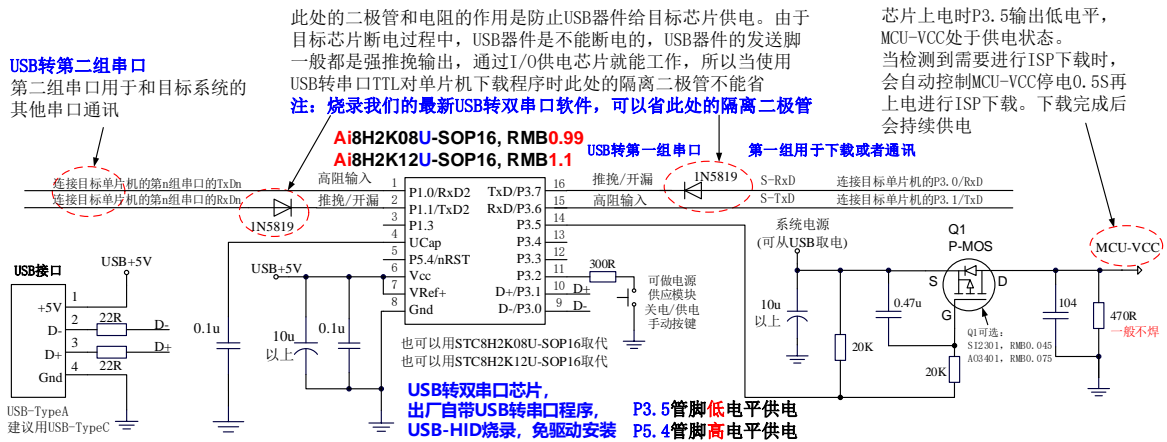 此处的二极管和电阻的作用是防止USB器件给目标芯片供电。由于
目标芯片断电过程中，USB器件是不能断电的，USB器件的发送脚
一般都是强推挽输出，通过I/O供电芯片就能工作，所以当使用
USB转串口TTL对单片机下载程序时此处的隔离二极管不能省
注：烧录我们的最新USB转双串口软件，可以省此处的隔离二极管
芯片上电时P3.5输出低电平，
MCU-VCC处于供电状态。
当检测到需要进行ISP下载时，
会自动控制MCU-VCC停电0.5S再
上电进行ISP下载。下载完成后
会持续供电
USB转第二组串口
第二组串口用于和目标系统的
其他串口通讯
Ai8H2K08U-SOP16, RMB0.99
Ai8H2K12U-SOP16, RMB1.1
USB转第一组串口
第一组用于下载或者通讯
连接目标单片机的第n组串口的TxDn
连接目标单片机的第n组串口的RxDn
1N5819
高阻输入
推挽/开漏
1
2
3
4
5
6
7
8
P1.0/RxD2
P1.1/TxD2
P1.3
UCap
P5.4/nRST
Vcc
VRef+
Gnd
TxD/P3.7
RxD/P3.6
P3.5
P3.4
P3.3
P3.2
D+/P3.1
D-/P3.0
16
15
14
13
12
11
10
9
推挽/开漏
高阻输入
1N5819
S-RxD
S-TxD
连接目标单片机的P3.0/RxD
连接目标单片机的P3.1/TxD
D+
D-
300R
可做电源
供应模块
关电/供电
手动按键
USB接口
USB+5V
+5V
D-
D+
Gnd
1
2
3
4
22R
22R
D-
D+
USB-TypeA
建议用USB-TypeC
0.1u
USB+5V
10u
以上
0.1u
也可以用STC8H2K08U-SOP16取代
也可以用STC8H2K12U-SOP16取代
USB转双串口芯片，
出厂自带USB转串口程序，
USB-HID烧录，免驱动安装
P3.5管脚低电平供电
P5.4管脚高电平供电
系统电源
(可从USB取电)
10u
以上
20K
0.47u
20K
Q1
P-MOS
S
D
G
Q1可选：
SI2301, RMB0.045
AO3401, RMB0.075
MCU-VCC
104
470R
一般不焊